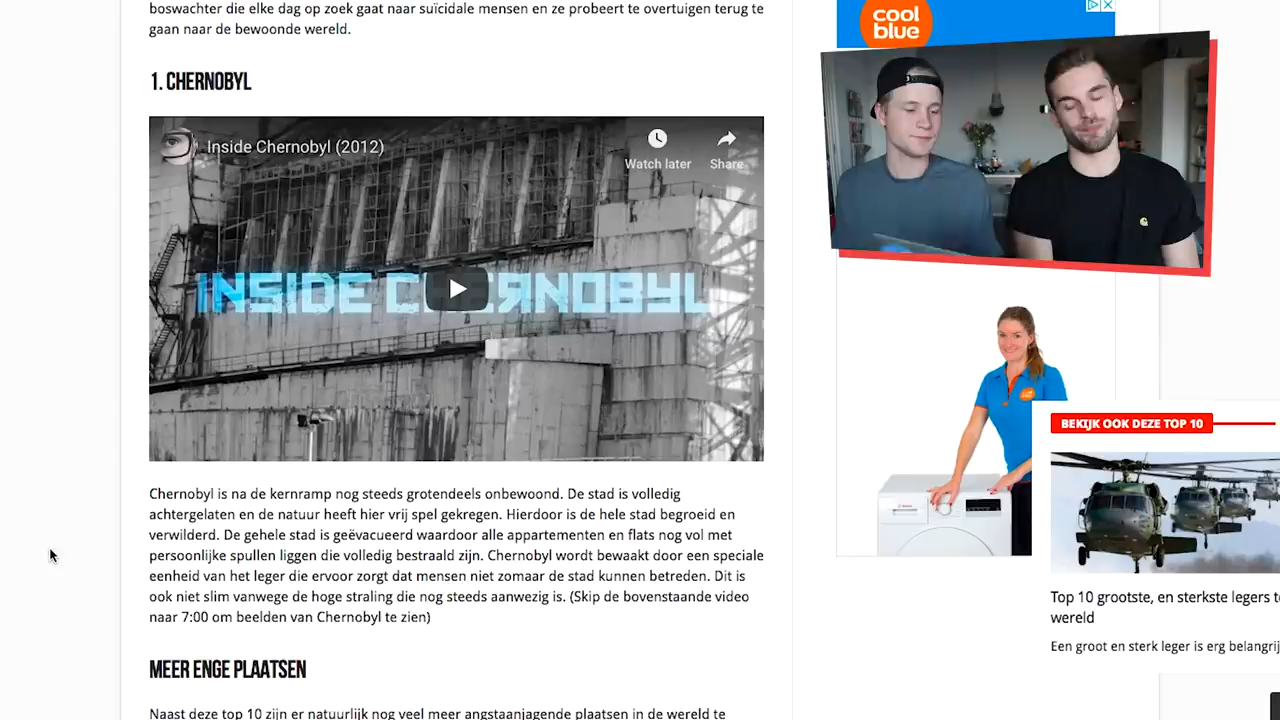 boswachter die elke dag op zoek gaat naar suïcidale mensen en ze probeert te overtuigen terug te
gaan naar de bewoonde wereld.
1. CHERNOBYL
Inside Chernobyl (2012)
Watch later
Share
INSIDE C
Chernobyl is na de kernramp nog steeds grotendeels onbewoond. De stad is volledig
achtergelaten en de natuur heeft hier vrij spel gekregen. Hierdoor is de hele stad begroeid en
verwilderd. De gehele stad is geëvacueerd waardoor alle appartementen en flats nog vol met
persoonlijke spullen liggen die volledig bestraald zijn. Chernobyl wordt bewaakt door een speciale
eenheid van het leger die ervoor zorgt dat mensen niet zomaar de stad kunnen betreden. Dit is
ook niet slim vanwege de hoge straling die nog steeds aanwezig is. (Skip de bovenstaande video
naar 7:00 om beelden van Chernobyl te zien)
MEER ENGE PLAATSEN
Naast deze top 10 zijn er natuurlijk nog veel meer angstaanjagende plaatsen in de wereld te
cool
blue
BEKIJK OOK DEZE TOP 10
Top 10 grootste, en sterkste legers t
wereld
Een groot en sterk leger is erg belangrij